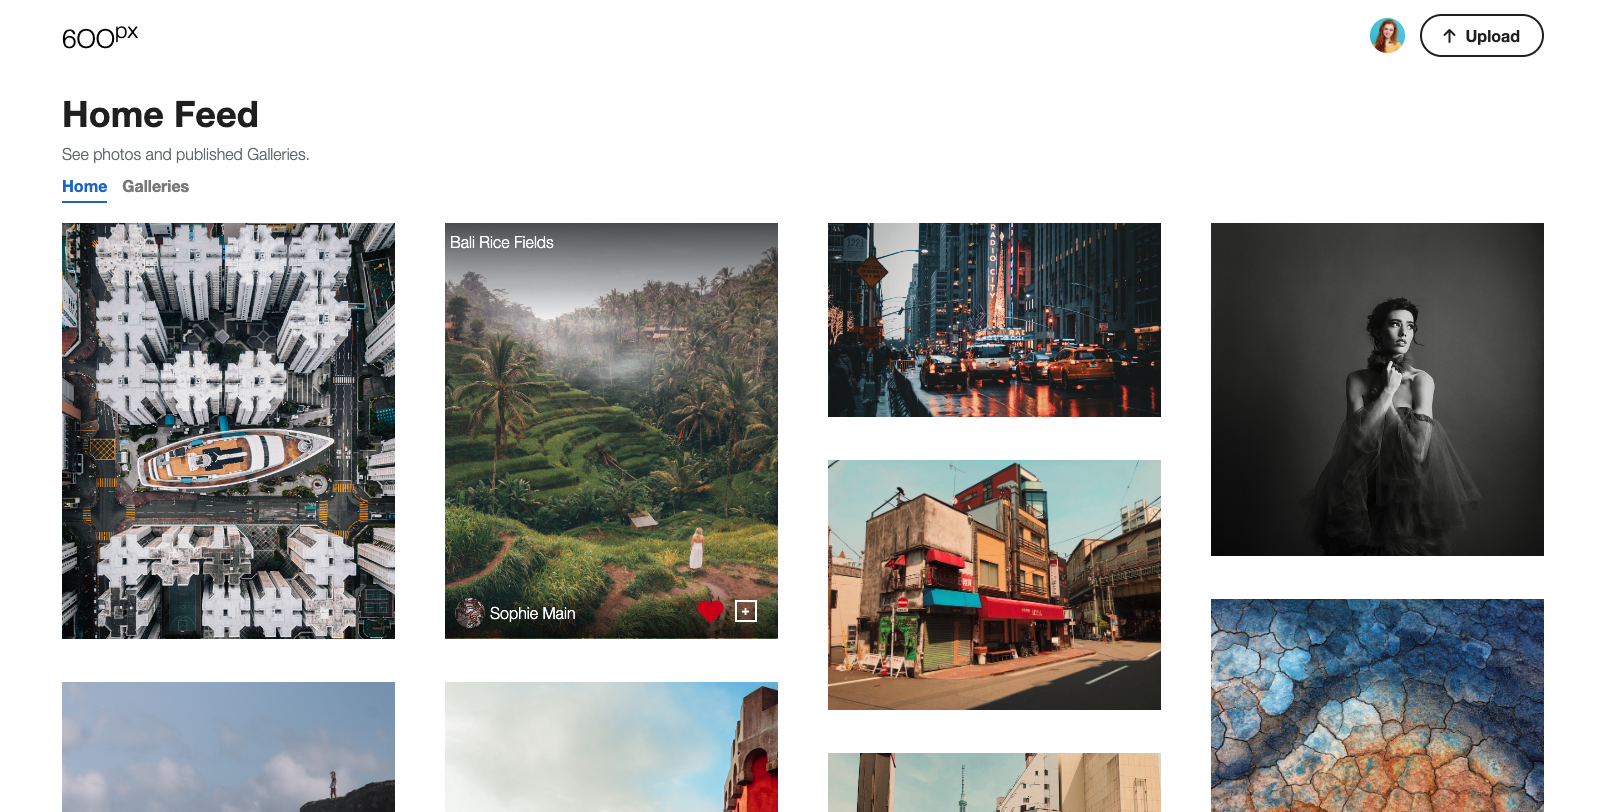 600px
Upload
Home Feed
See photos and published Galleries.
Home Galleries
Bali Rice Fields
RADIO CITY
Sophie Main